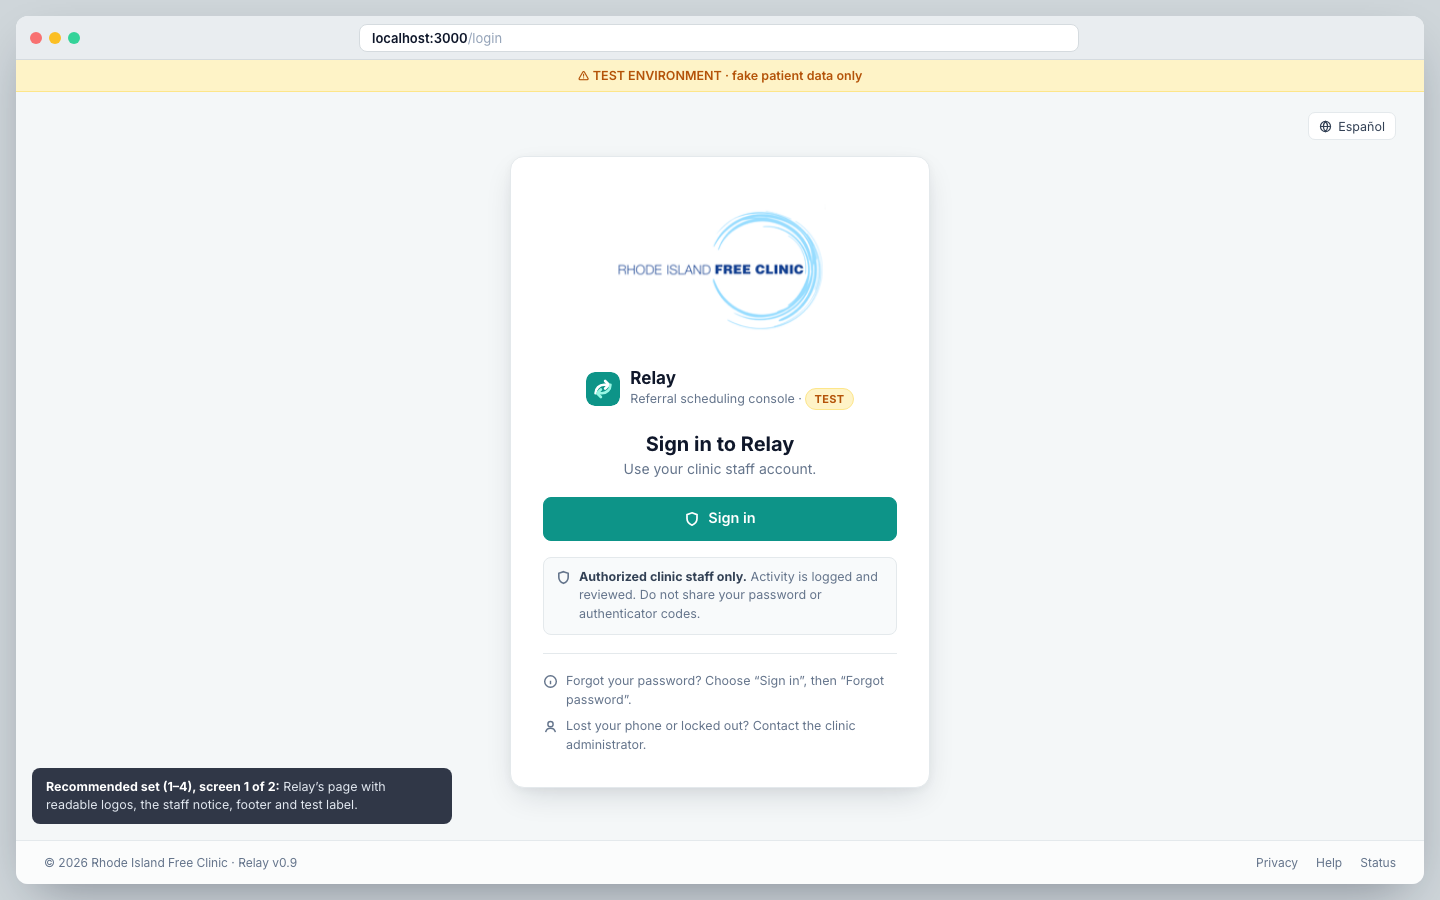 localhost:3000/login
TEST ENVIRONMENT · fake patient data only
Español
RHODE ISLAND FREE CLINIC
Relay
Referral scheduling console · TEST
Sign in to Relay
Use your clinic staff account.
Sign in
Authorized clinic staff only. Activity is logged and
reviewed. Do not share your password or
authenticator codes.
Forgot your password? Choose “Sign in”, then “Forgot
password”.
Lost your phone or locked out? Contact the clinic
administrator.
Recommended set (1–4), screen 1 of 2: Relay’s page with
readable logos, the staff notice, footer and test label.
© 2026 Rhode Island Free Clinic · Relay v0.9
Privacy Help Status